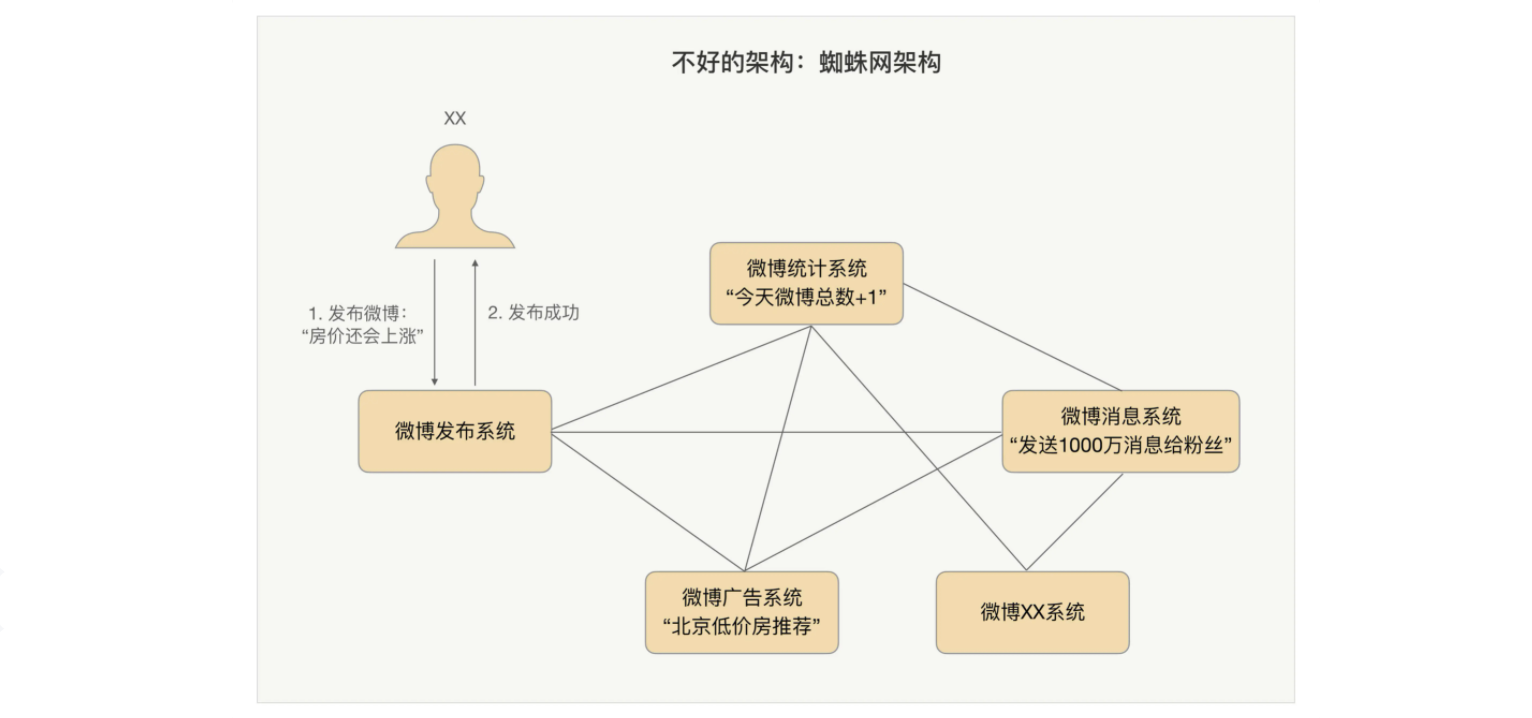 不好的架构：蜘蛛网架构
XX
1. 发布微博：
“房价还会上涨”
2. 发布成功
微博统计系统
“今天微博总数+1”
微博发布系统
微博消息系统
“发送1000万消息给粉丝”
微博广告系统
“北京低价房推荐”
微博XX系统